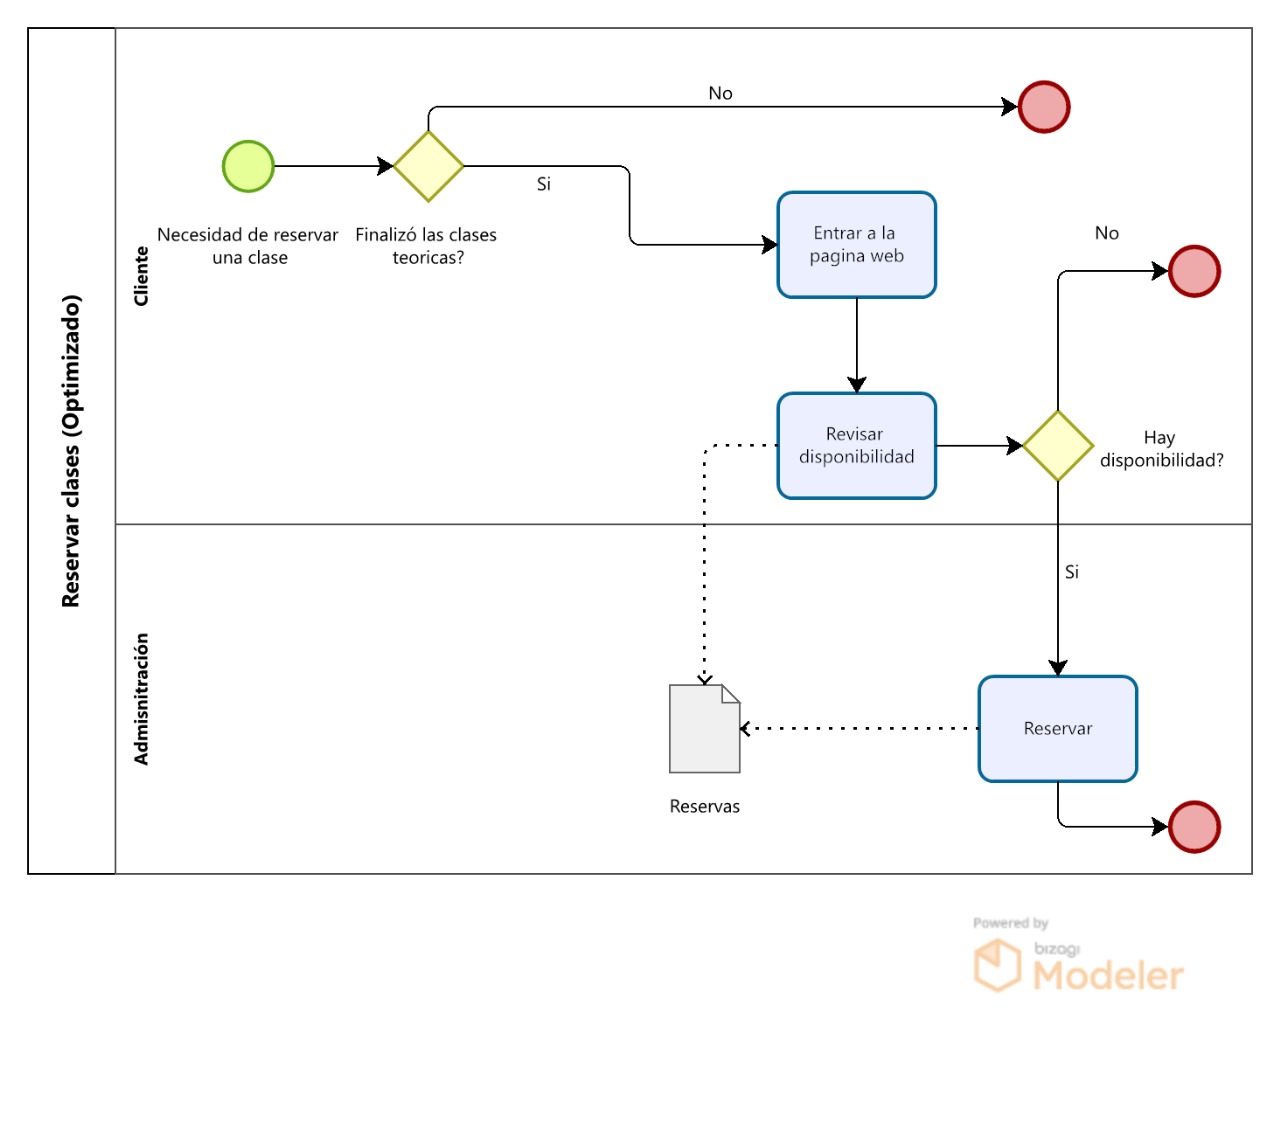 Reservar clases (Optimizado)
Cliente
Necesidad de reservar
una clase
Finalizó las clases
teoricas?
No
Si
Entrar a la
pagina web
No
Revisar
disponibilidad
Hay
disponibilidad?
Admisnitración
Si
Reservar
Reservas
Powered by
bizagi
Modeler